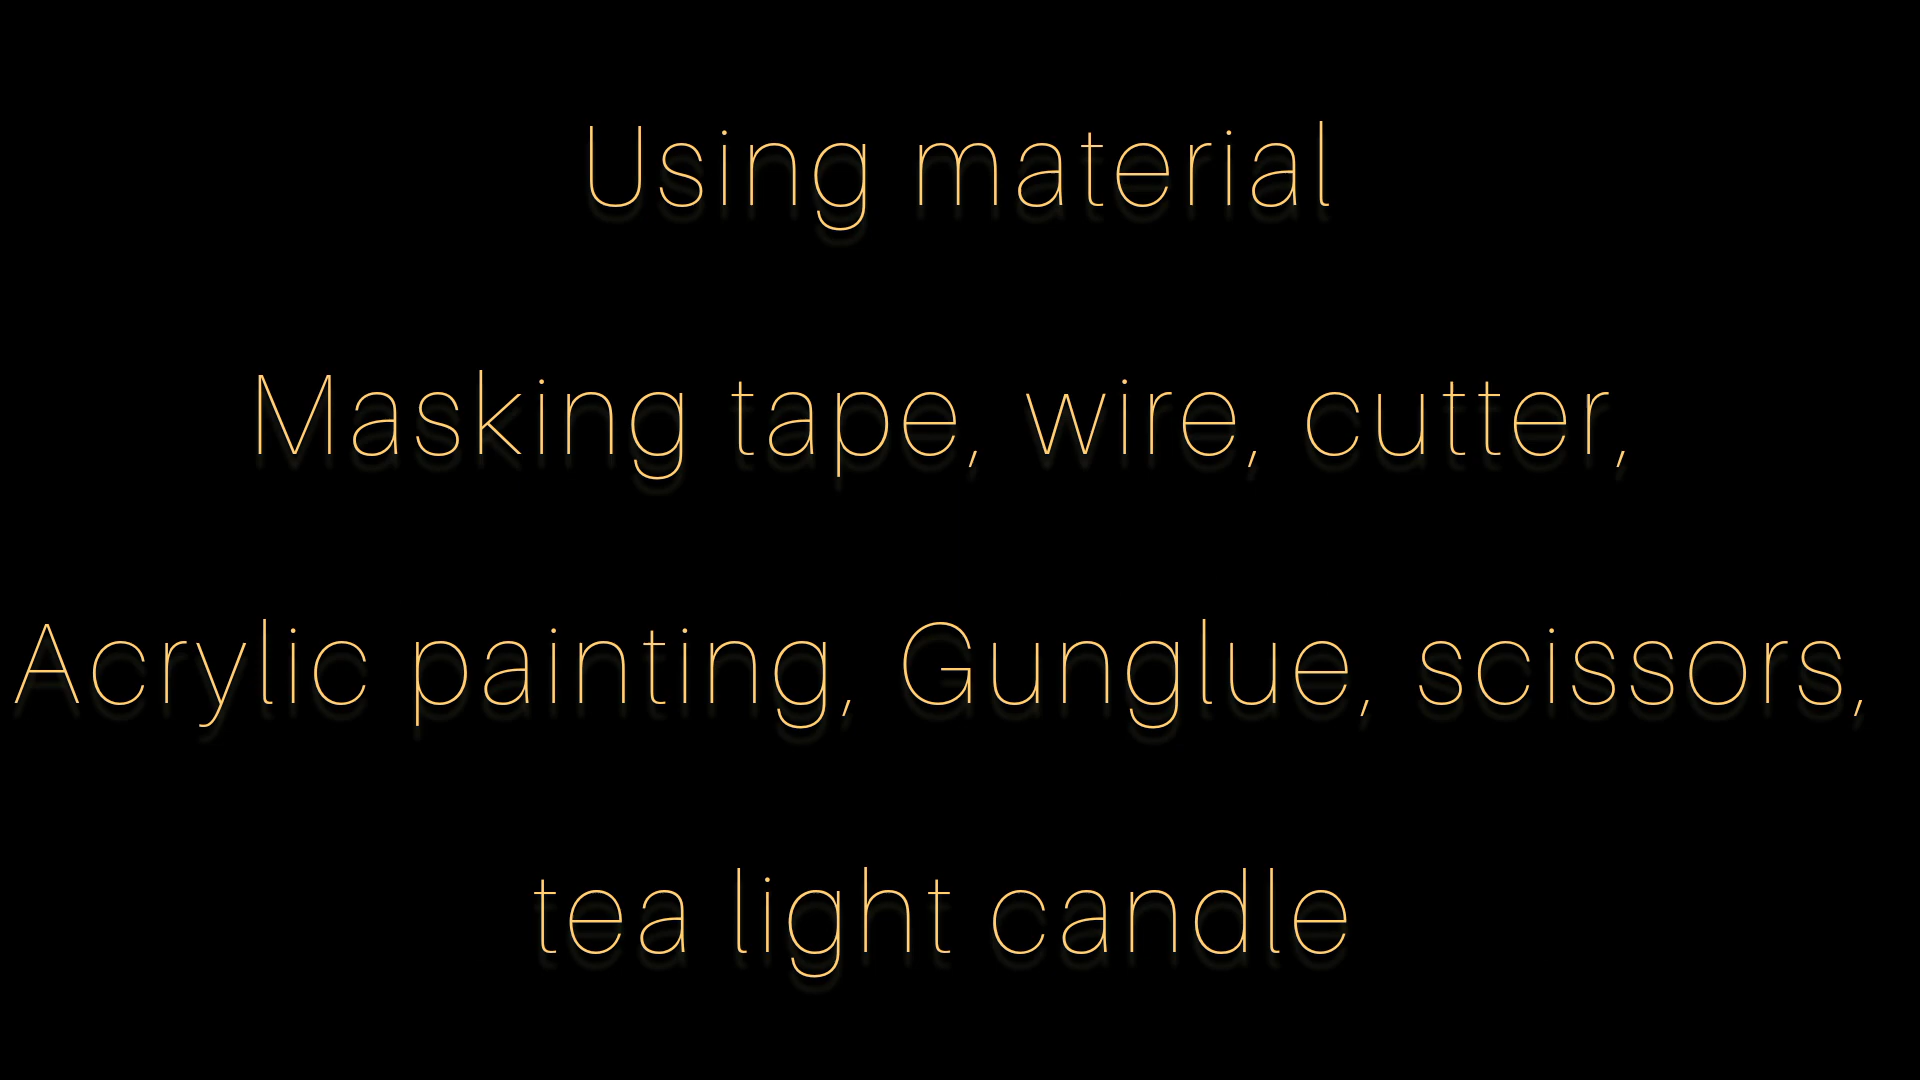 Using material
Masking tape, wire, cutter,
Acrylic painting, Gunglue, scissors,
tea light candle